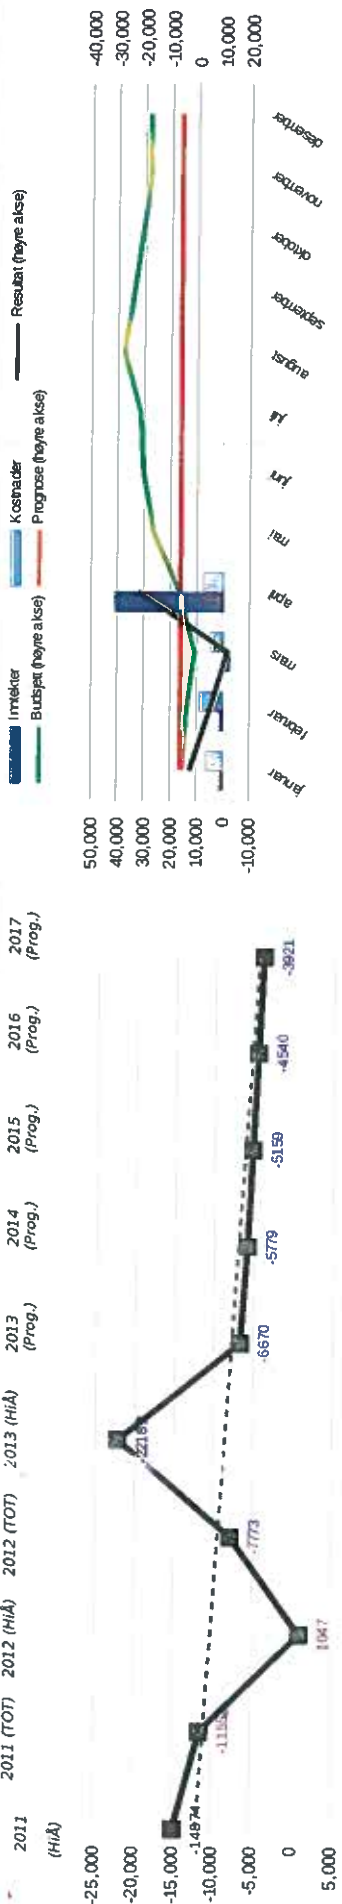 2011
(HiÅ)
2011 (TOT)
2012 (HiÅ)
2012 (TOT)
2013 (HiÅ)
2013
(Prog.)
2014
(Prog.)
2015
(Prog.)
2016
(Prog.)
2017
(Prog.)
-25,000
-20,000
-15,000
-10,000
-5,000
0
5,000
-14874
1047
-7773
-6670
-5779
-5159
-4540
-3921
Inntekter
Kostnader
Resultat (høyre akse)
Budsjett (høyre akse)
Prognose (høyre akse)
50,000
40,000
30,000
20,000
10,000
0
-10,000
-40,000
-30,000
-20,000
-10,000
0
10,000
20,000
januar
februar
mars
april
mai
juni
juli
august
september
oktober
november
desember